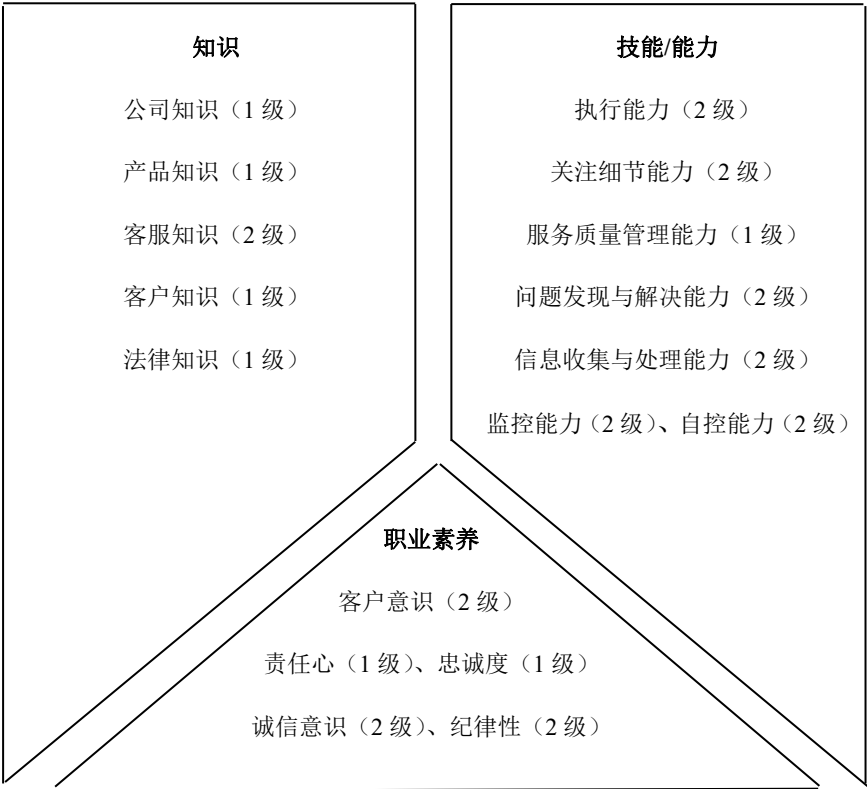 知识
公司知识（1 级）
产品知识（1 级）
客服知识（2 级）
客户知识（1 级）
法律知识（1 级）
技能/能力
执行能力（2 级）
关注细节能力（2 级）
服务质量管理能力（1 级）
问题发现与解决能力（2 级）
信息收集与处理能力（2 级）
监控能力（2 级）、自控能力（2 级）
职业素养
客户意识（2 级）
责任心（1 级）、忠诚度（1 级）
诚信意识（2 级）、纪律性（2 级）